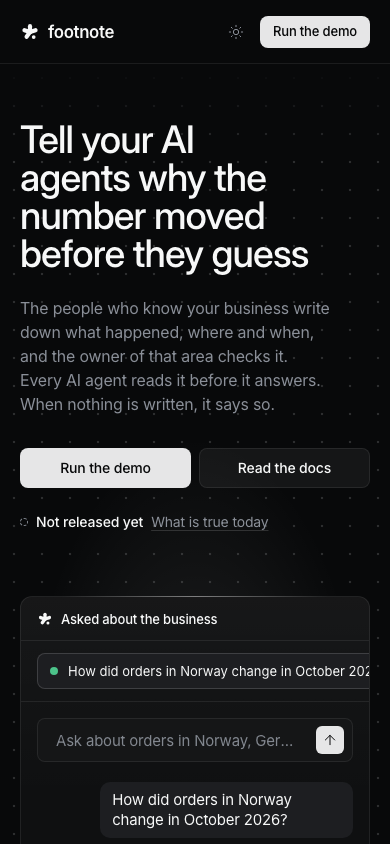 footnote
Run the demo
Tell your AI
agents why the
number moved
before they guess
The people who know your business write
down what happened, where and when,
and the owner of that area checks it.
Every AI agent reads it before it answers.
When nothing is written, it says so.
Run the demo
Read the docs
Not released yet What is true today
Asked about the business
How did orders in Norway change in October 202
Ask about orders in Norway, Ger...
How did orders in Norway
change in October 2026?